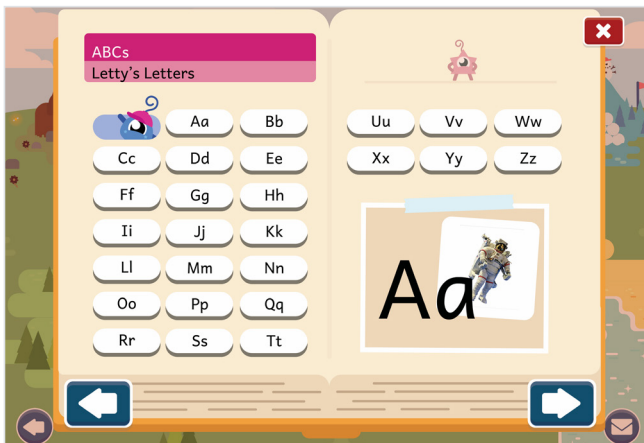 ABCs
Letty's Letters
Aa Bb
Cc Dd Ee
Ff Gg Hh
Ii Jj Kk
Ll Mm Nn
Oo Pp Qq
Rr Ss Tt
Uu Vv Ww
Xx Yy Zz
Aa